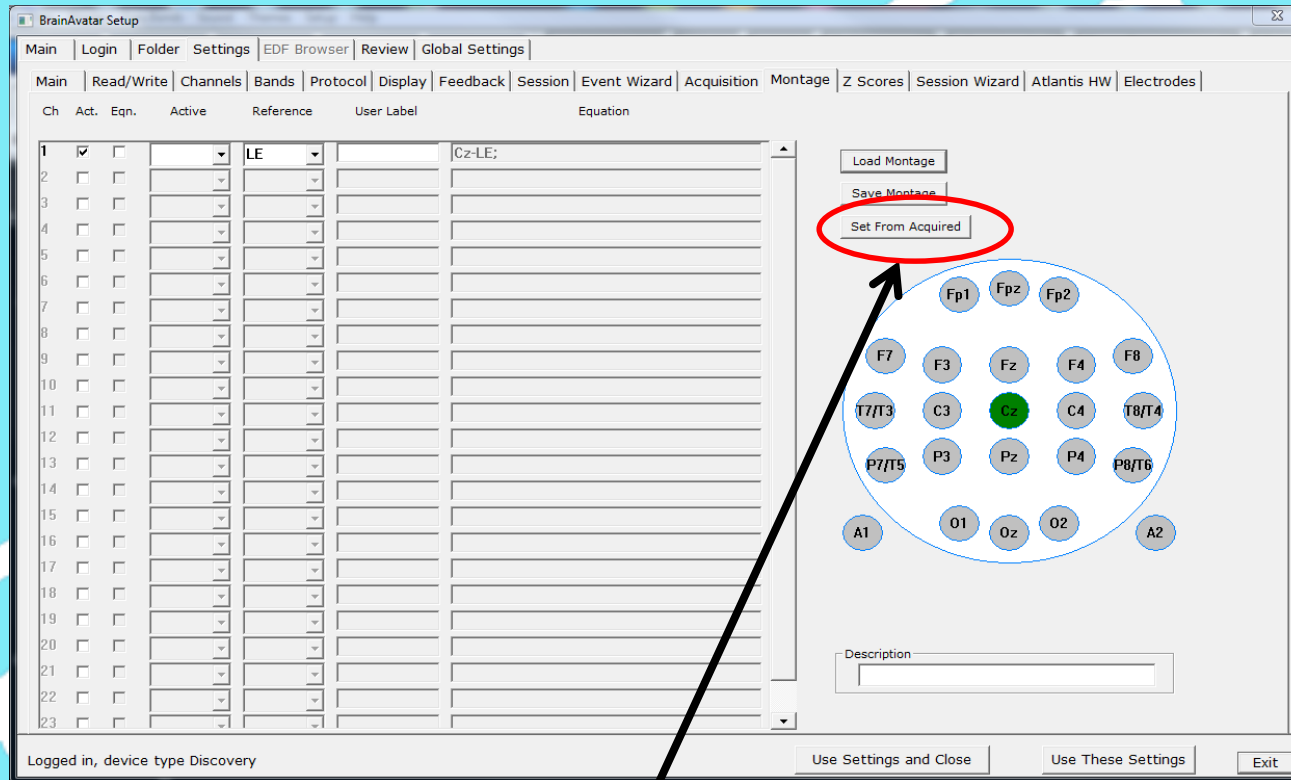 BrainAvatar Setup
Main Login Folder Settings EDF Browser Review Global Settings
Main Read/Write Channels Bands Protocol Display Feedback Session Event Wizard Acquisition Montage Z Scores Session Wizard Atlantis HW Electrodes
Ch Act. Eqn. Active Reference User Label Equation
1 LE Cz-LE;
2
3
4
5
6
7
8
9
10
11
12
13
14
15
16
17
18
19
20
21
22
23
Load Montage
Save Montage
Set From Acquired
Fp1 Fpz Fp2
F7 F3 Fz F4 F8
T7/T3 C3 Cz C4 T8/T4
P7/T5 P3 Pz P4 P8/T6
A1 O1 Oz O2 A2
Description
Logged in, device type Discovery
Use Settings and Close Use These Settings Exit